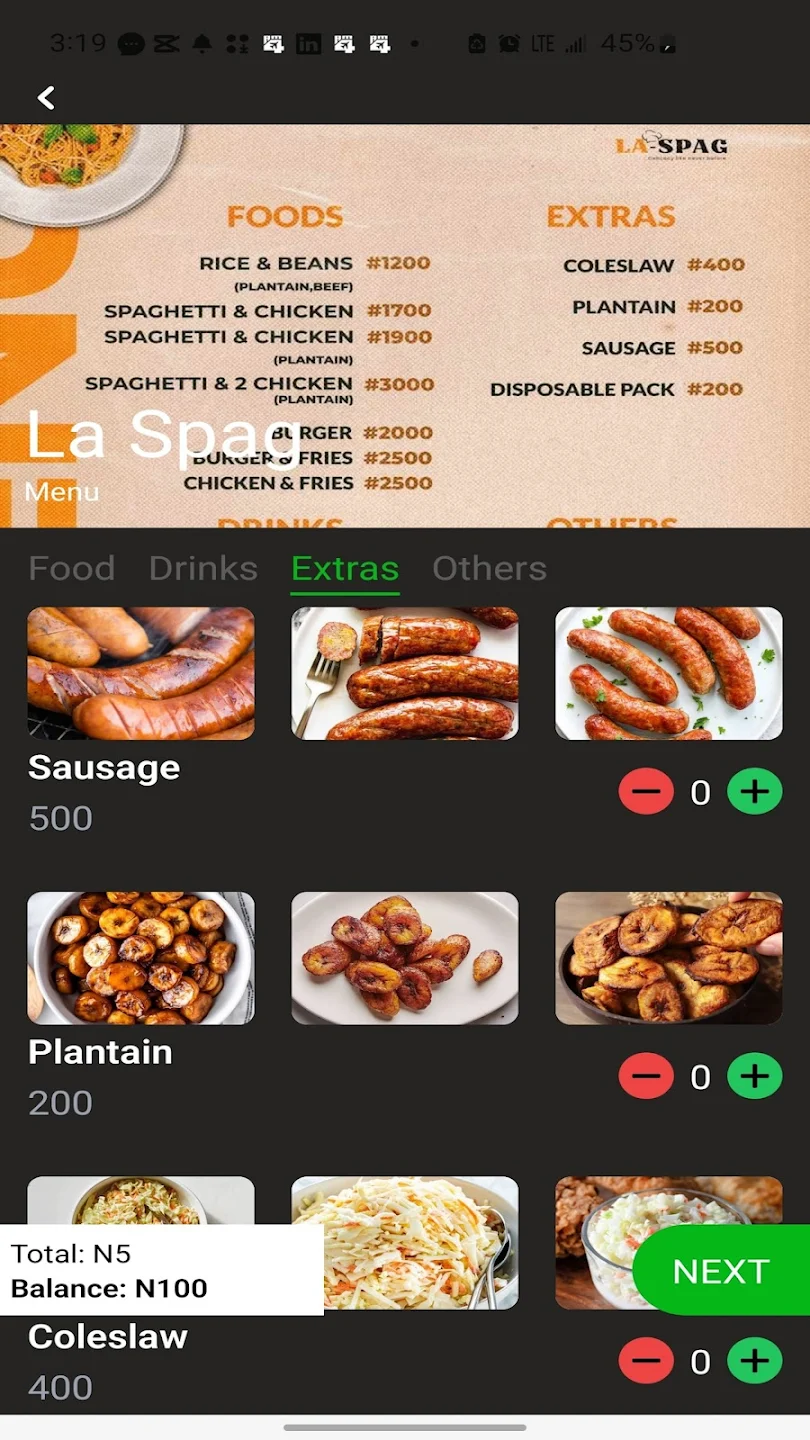 3:19 LTE 45%
LA-SPAG
FOODS EXTRAS
RICE & BEANS #1200 COLESLAW #400
(PLANTAIN,BEEF)
SPAGHETTI & CHICKEN #1700 PLANTAIN #200
SPAGHETTI & CHICKEN #1900 SAUSAGE #500
(PLANTAIN)
SPAGHETTI & 2 CHICKEN #3000 DISPOSABLE PACK #200
(PLANTAIN)
La Spag
BURGER #2000
BURGER & FRIES #2500
CHICKEN & FRIES #2500
Menu
DRINKS OTHERS
Food Drinks Extras Others
Sausage
500
0
Plantain
200
0
Total: N5
Balance: N100
NEXT
Coleslaw
400
0